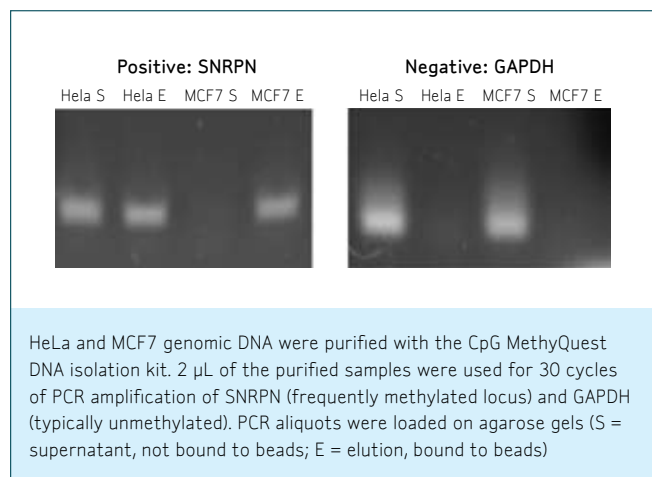 Positive: SNRPN
Hela S Hela E MCF7 S MCF7 E
Negative: GAPDH
Hela S Hela E MCF7 S MCF7 E
HeLa and MCF7 genomic DNA were purified with the CpG MethyQuest
DNA isolation kit. 2 µL of the purified samples were used for 30 cycles
of PCR amplification of SNRPN (frequently methylated locus) and GAPDH
(typically unmethylated). PCR aliquots were loaded on agarose gels (S =
supernatant, not bound to beads; E = elution, bound to beads)